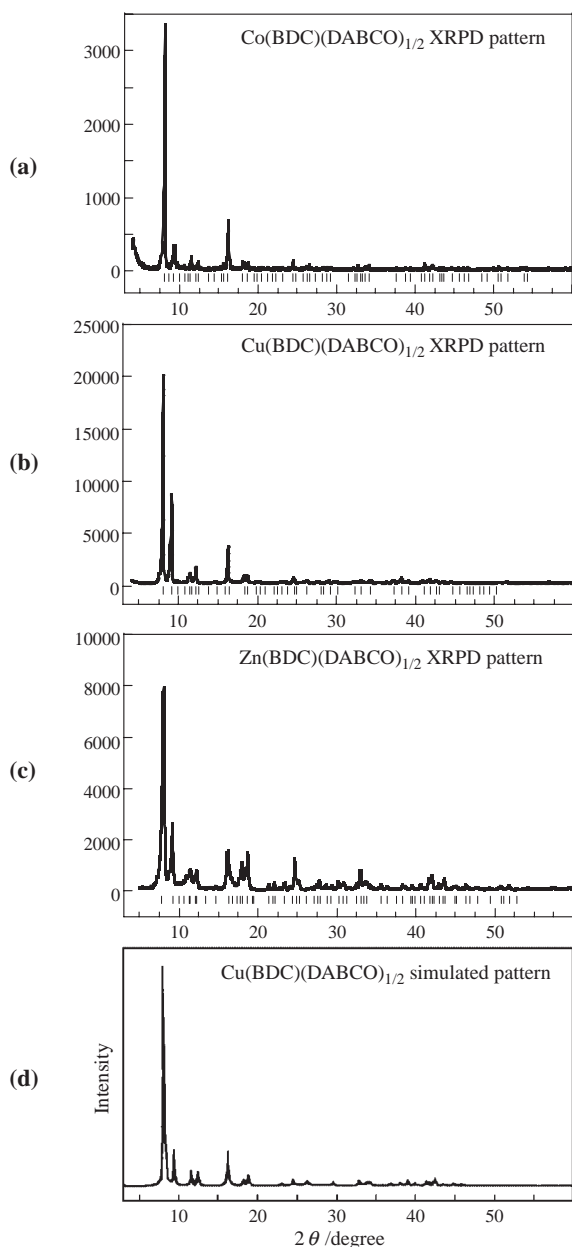 (a)
Co(BDC)(DABCO)1/2 XRPD pattern
3000
2000
1000
0
10 20 30 40 50
(b)
Cu(BDC)(DABCO)1/2 XRPD pattern
25000
20000
15000
10000
5000
0
10 20 30 40 50
(c)
Zn(BDC)(DABCO)1/2 XRPD pattern
10000
8000
6000
4000
2000
0
10 20 30 40 50
(d)
Cu(BDC)(DABCO)1/2 simulated pattern
Intensity
10 20 30 40 50
2 θ /degree